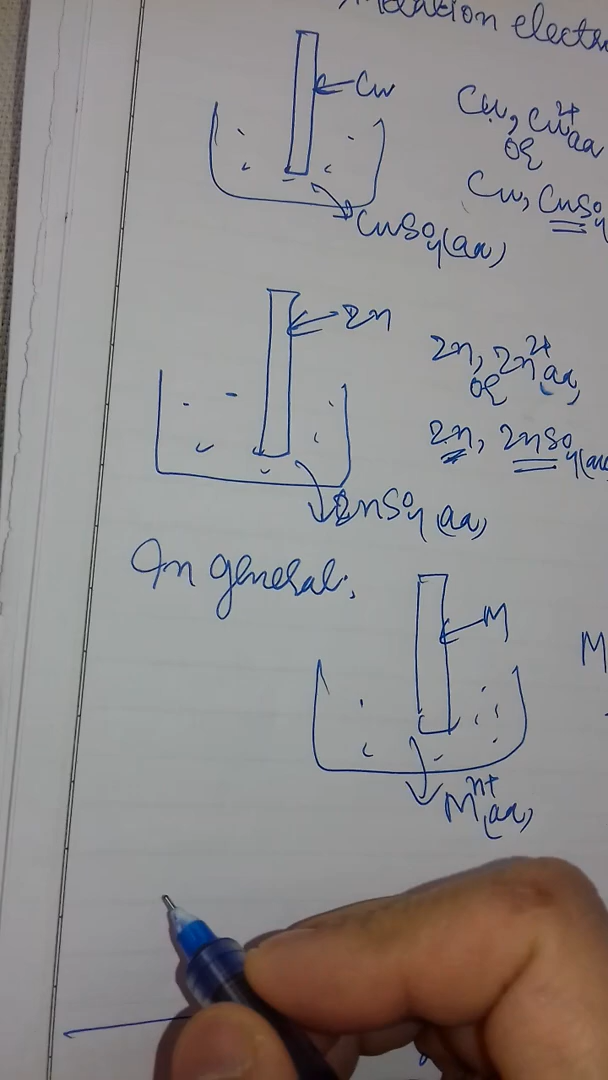 electr
Cu
Cu, Cu²⁺aq
OR
Cu, CuSO₄
CuSO₄(aq)
Zn
Zn, Zn²⁺(aq)
OR
Zn, ZnSO₄(aq
ZnSO₄(aq)
In general,
M
M
Mⁿ⁺(aq)